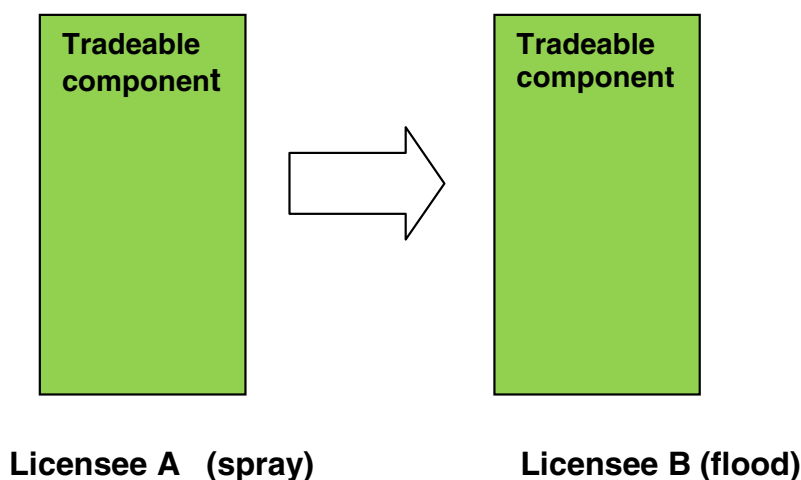 Tradeable
component
Tradeable
component
Licensee A (spray)
Licensee B (flood)